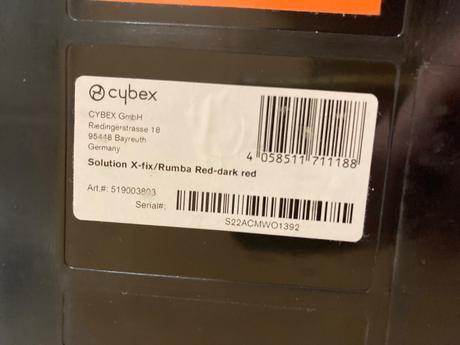 cybex
CYBEX GmbH
Riedingerstrasse 18
95448 Bayreuth
Germany
4 058511 711188
Solution X-fix/Rumba Red-dark red
Art.#: 519003803
Serial#:
S22ACMWO1392